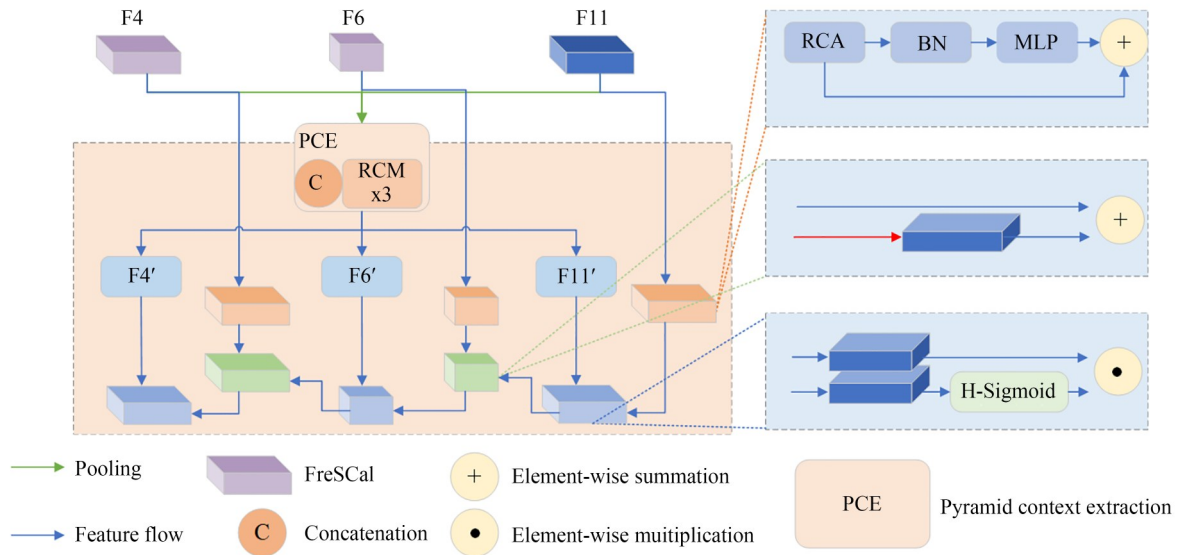 F4
F6
F11
RCA
BN
MLP
+
PCE
C
RCM
x3
+
F4′
F6′
F11′
H-Sigmoid
Pooling
FreSCal
+
Element-wise summation
PCE
Pyramid context extraction
Feature flow
C
Concatenation
Element-wise mutiplication